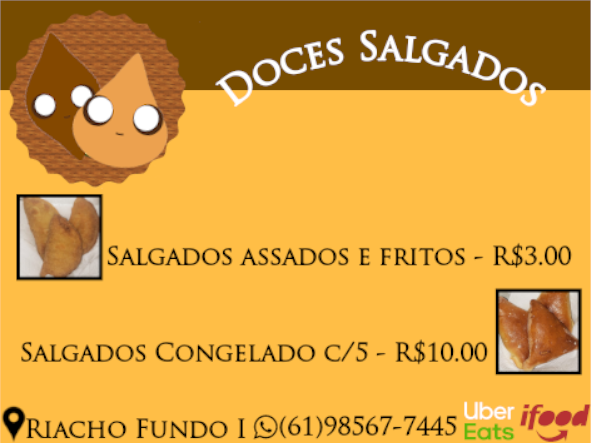 Doces Salgados
Salgados assados e fritos - R$3.00
Salgados Congelado c/5 - R$10.00
Riacho Fundo I (61)98567-7445
Uber Eats
ifood